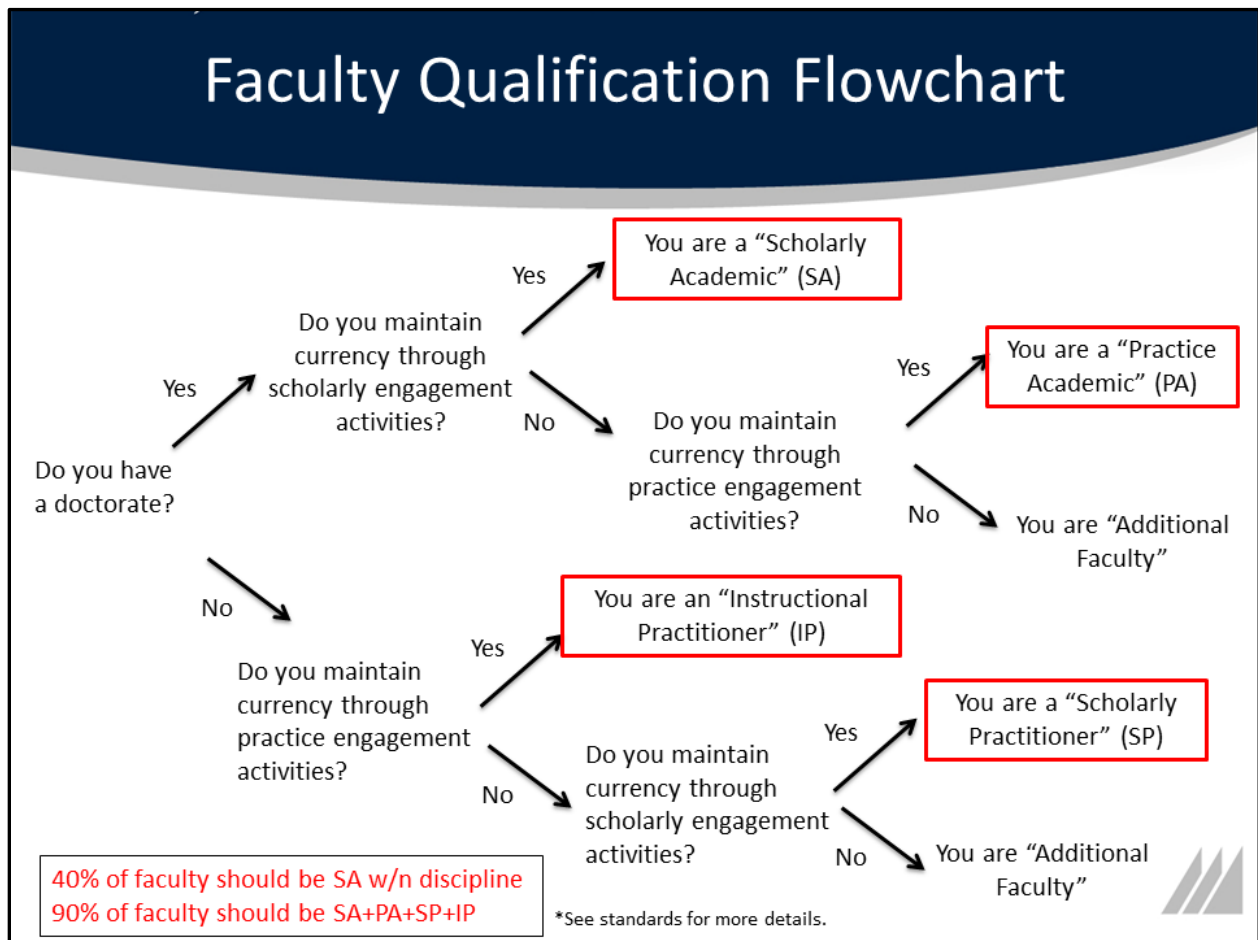 Faculty Qualification Flowchart
You are a “Scholarly
Academic” (SA)
Yes
Do you maintain
currency through
scholarly engagement
activities?
You are a “Practice
Academic” (PA)
Yes
Yes
No
Do you maintain
currency through
practice engagement
activities?
Do you have
a doctorate?
No
You are “Additional
Faculty”
No
You are an “Instructional
Practitioner” (IP)
Yes
Do you maintain
currency through
practice engagement
activities?
You are a “Scholarly
Practitioner” (SP)
Yes
No
Do you maintain
currency through
scholarly engagement
activities?
No
You are “Additional
Faculty”
40% of faculty should be SA w/n discipline
90% of faculty should be SA+PA+SP+IP
*See standards for more details.